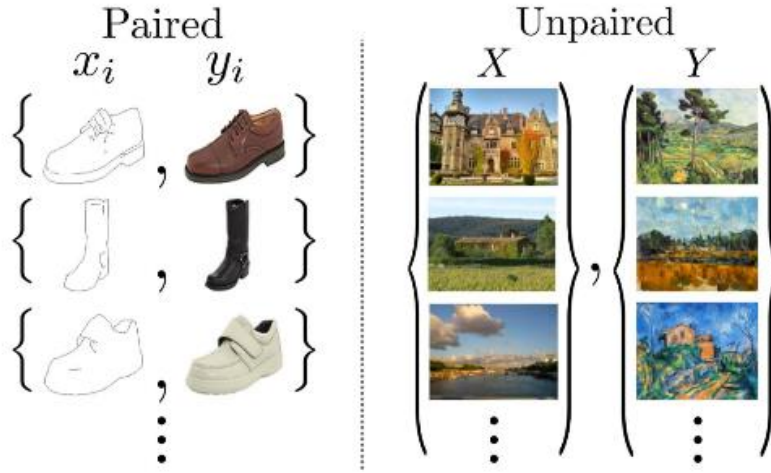 Paired
x_i y_i
Unpaired
X Y
{ , }
{ , }
{ , }
⋮
{ ⋮ } , { ⋮ }